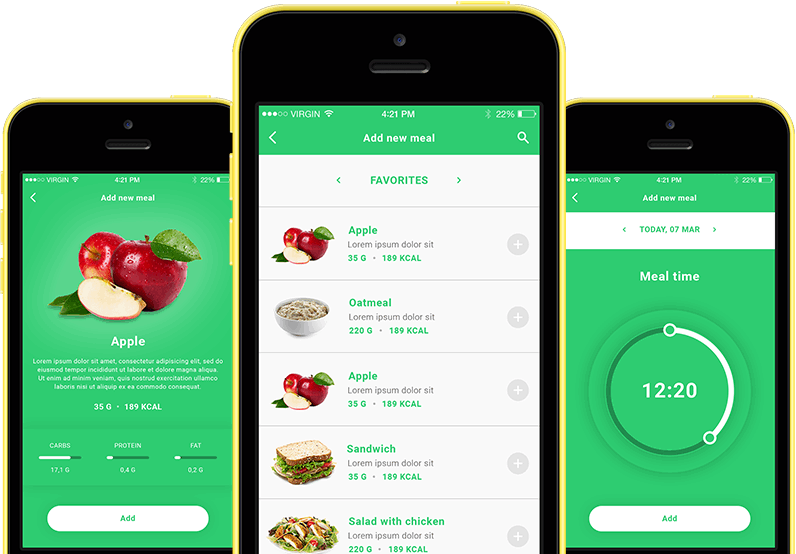 VIRGIN 4:21 PM 22%
Add new meal
Apple
Lorem ipsum dolor sit amet, consectetur adipisicing elit, sed do
eiusmod tempor incididunt ut labore et dolore magna aliqua.
Ut enim ad minim veniam, quis nostrud exercitation ullamco
laboris nisi ut aliquip ex ea commodo consequat.
35 G • 189 KCAL
CARBS PROTEIN FAT
17,1 G 0,4 G 0,2 G
Add
VIRGIN 4:21 PM 22%
Add new meal
FAVORITES
Apple
Lorem ipsum dolor sit
35 G • 189 KCAL
Oatmeal
Lorem ipsum dolor sit
220 G • 189 KCAL
Apple
Lorem ipsum dolor sit
35 G • 189 KCAL
Sandwich
Lorem ipsum dolor sit
35 G • 189 KCAL
Salad with chicken
Lorem ipsum dolor sit
220 G • 189 KCAL
VIRGIN 4:21 PM 22%
Add new meal
TODAY, 07 MAR
Meal time
12:20
Add